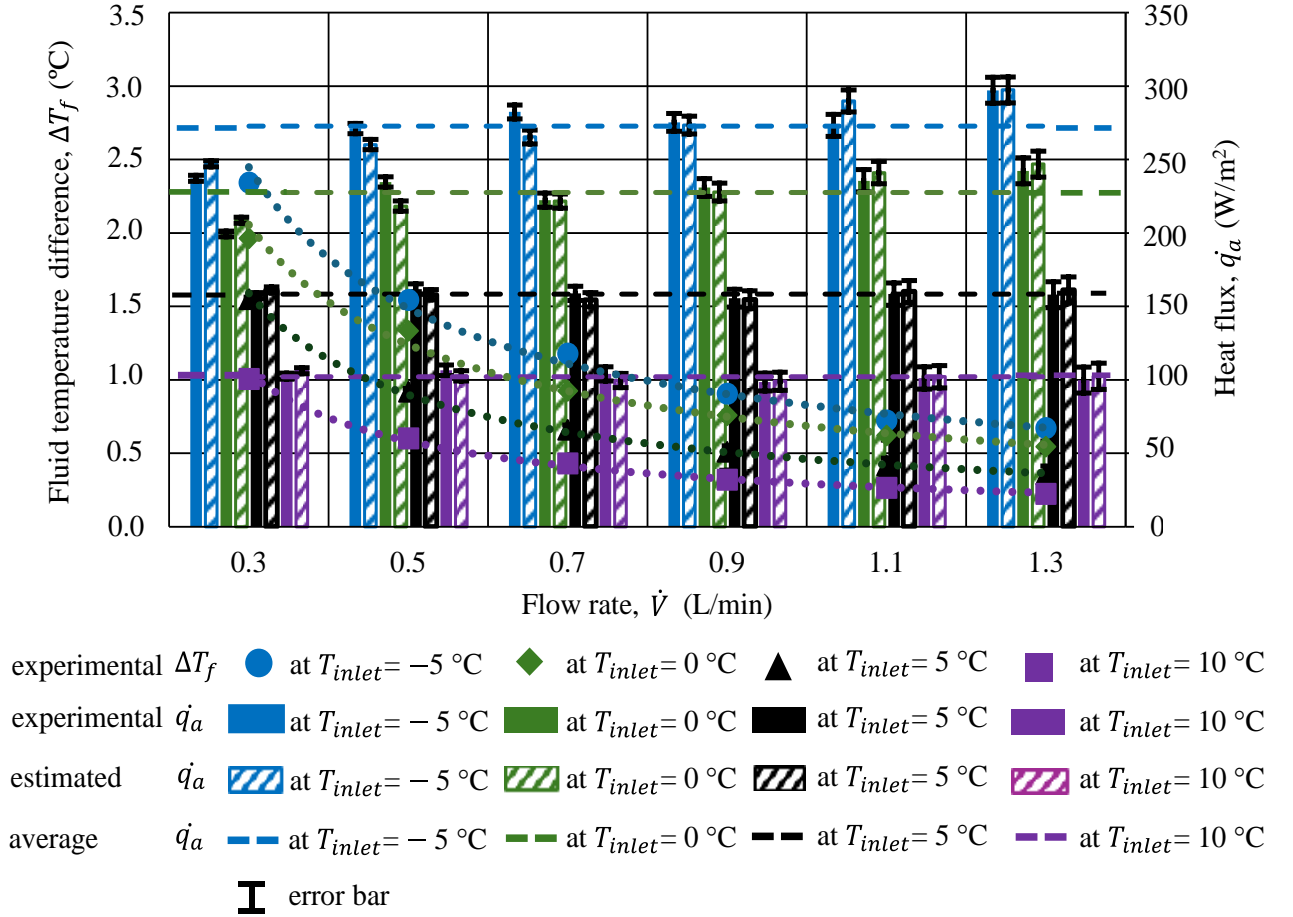 Fluid temperature difference, ΔT_f (ºC)
3.5
3.0
2.5
2.0
1.5
1.0
0.5
0.0
350
300
250
200
150
100
50
0
Heat flux, q̇_a (W/m²)
0.3 0.5 0.7 0.9 1.1 1.3
Flow rate, V̇ (L/min)
experimental ΔT_f at T_inlet= −5 °C at T_inlet= 0 °C at T_inlet= 5 °C at T_inlet= 10 °C
experimental q̇_a at T_inlet= − 5 °C at T_inlet= 0 °C at T_inlet= 5 °C at T_inlet= 10 °C
estimated q̇_a at T_inlet= − 5 °C at T_inlet= 0 °C at T_inlet= 5 °C at T_inlet= 10 °C
average q̇_a at T_inlet= − 5 °C at T_inlet= 0 °C at T_inlet= 5 °C at T_inlet= 10 °C
error bar